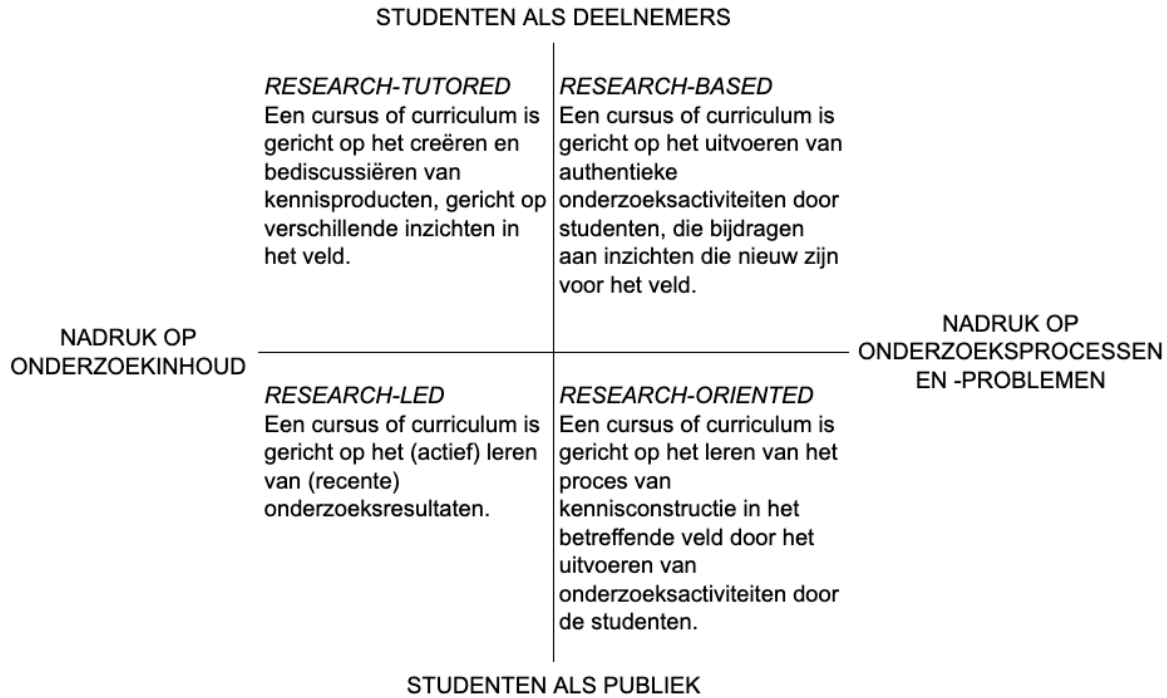 STUDENTEN ALS DEELNEMERS
RESEARCH-TUTORED
Een cursus of curriculum is
gericht op het creëren en
bediscussiëren van
kennisproducten, gericht op
verschillende inzichten in
het veld.
RESEARCH-BASED
Een cursus of curriculum is
gericht op het uitvoeren van
authentieke
onderzoeksactiviteiten door
studenten, die bijdragen
aan inzichten die nieuw zijn
voor het veld.
NADRUK OP
ONDERZOEKINHOUD
NADRUK OP
ONDERZOEKSPROCESSEN
EN -PROBLEMEN
RESEARCH-LED
Een cursus of curriculum is
gericht op het (actief) leren
van (recente)
onderzoeksresultaten.
RESEARCH-ORIENTED
Een cursus of curriculum is
gericht op het leren van het
proces van
kennisconstructie in het
betreffende veld door het
uitvoeren van
onderzoeksactiviteiten door
de studenten.
STUDENTEN ALS PUBLIEK